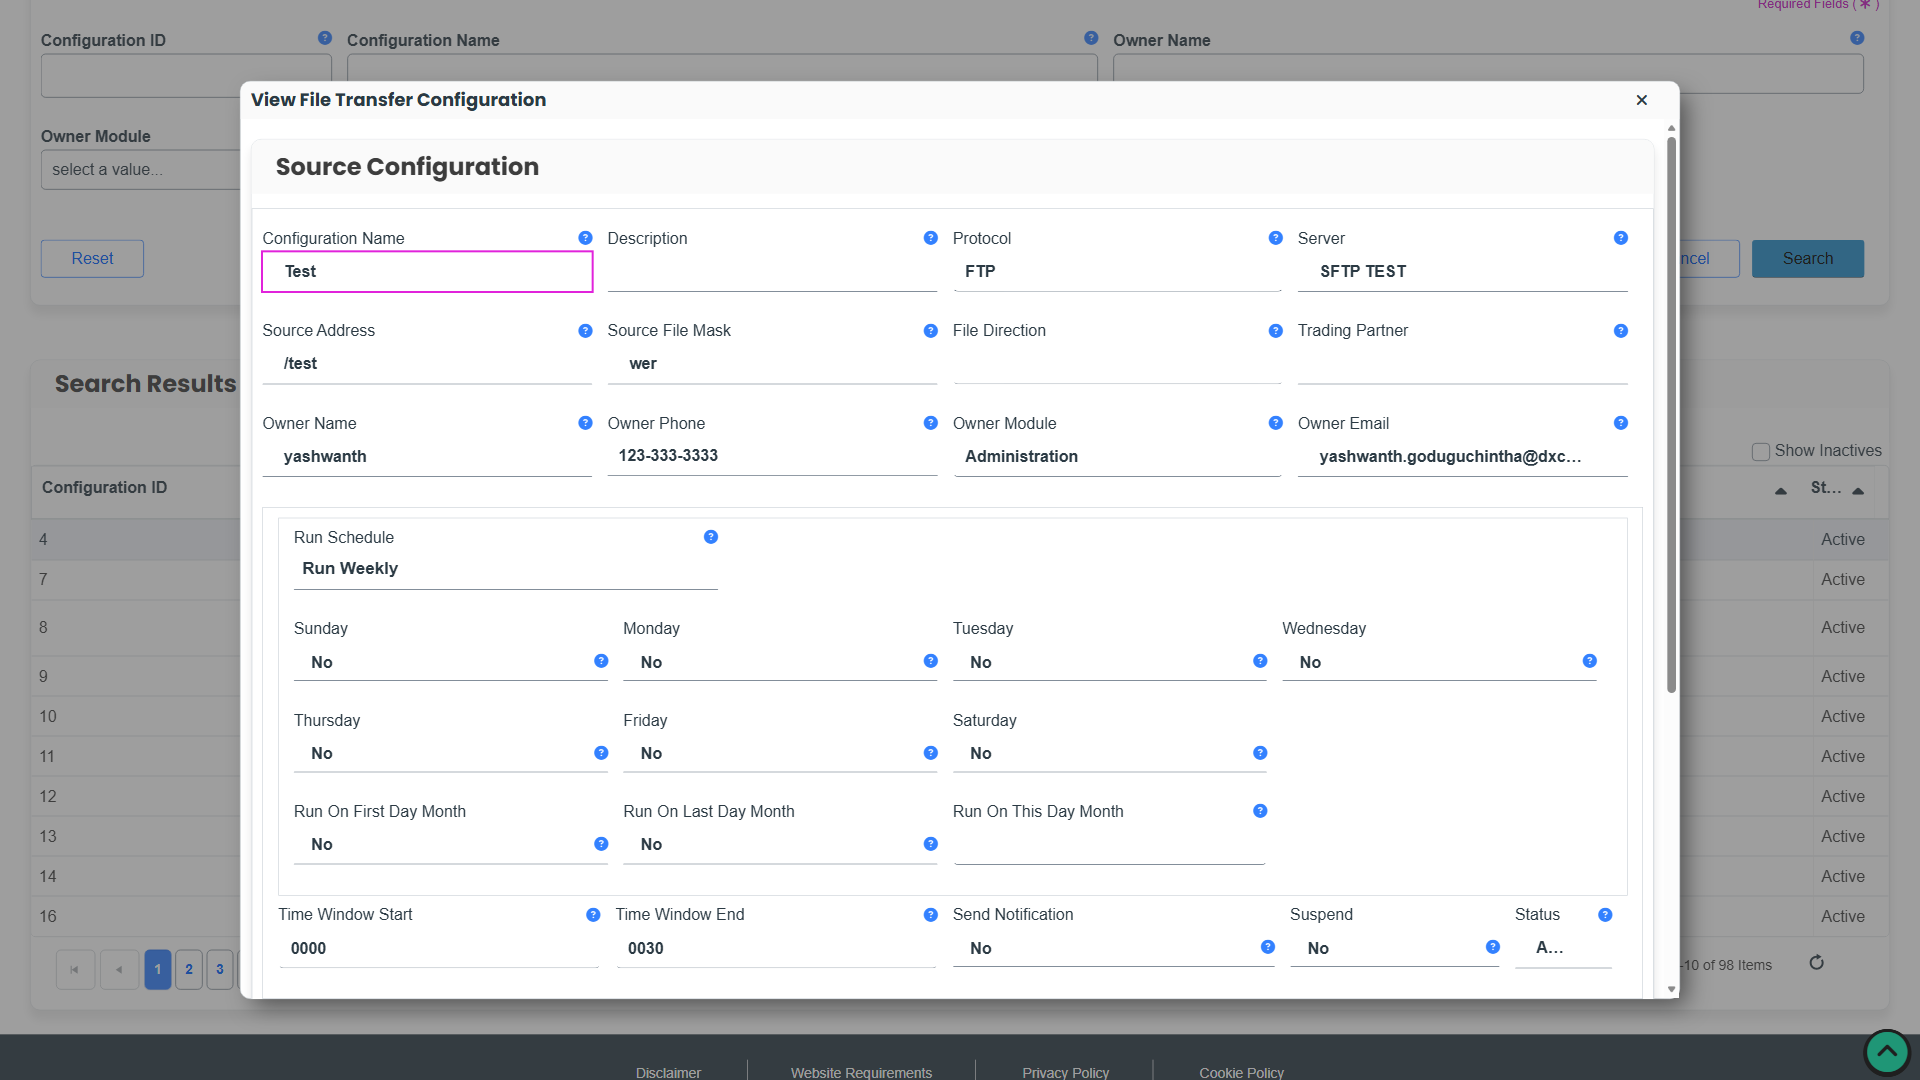 Required Fields ( * )
Configuration ID
Configuration Name
Owner Name
View File Transfer Configuration
Owner Module
Source Configuration
select a value...
Configuration Name
Description
Protocol
Server
Reset
Test
FTP
SFTP TEST
ncel
Search
Source Address
Source File Mask
File Direction
Trading Partner
/test
wer
Search Results
Owner Name
Owner Phone
Owner Module
Owner Email
yashwanth
123-333-3333
Administration
yashwanth.goduguchintha@dxc...
Show Inactives
Configuration ID
St...
Run Schedule
Run Weekly
4
Active
7
Active
Sunday
Monday
Tuesday
Wednesday
8
Active
No
No
No
No
9
Active
10
Active
Thursday
Friday
Saturday
No
No
No
11
Active
12
Active
Run On First Day Month
Run On Last Day Month
Run On This Day Month
13
Active
No
No
14
Active
16
Active
Time Window Start
Time Window End
Send Notification
Suspend
Status
0000
0030
No
No
A...
1
2
3
-10 of 98 Items
Disclaimer
Website Requirements
Privacy Policy
Cookie Policy